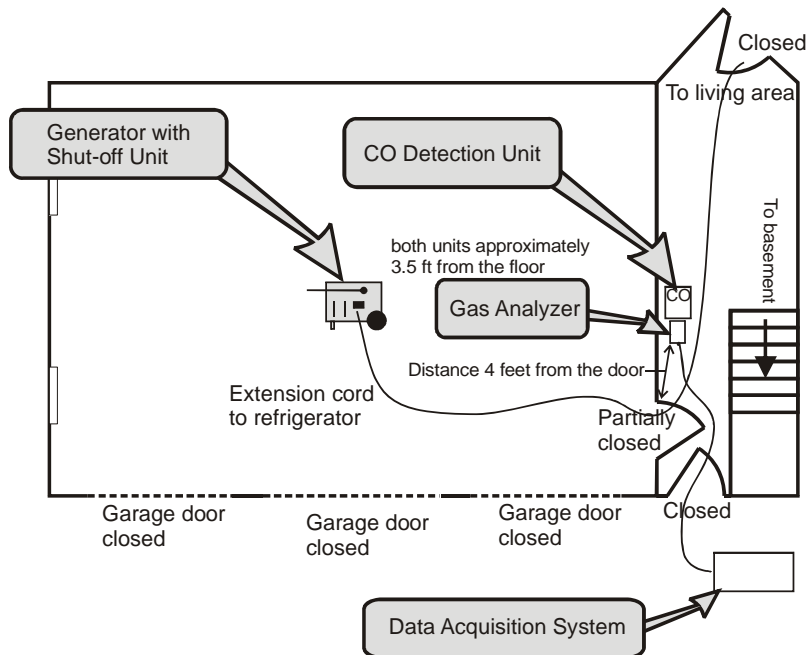 Closed
To living area
Generator with
Shut-off Unit
CO Detection Unit
To basement
both units approximately
3.5 ft from the floor
CO
Gas Analyzer
Distance 4 feet from the door
Extension cord
to refrigerator
Partially
closed
Garage door
closed
Garage door
closed
Garage door
closed
Closed
Data Acquisition System